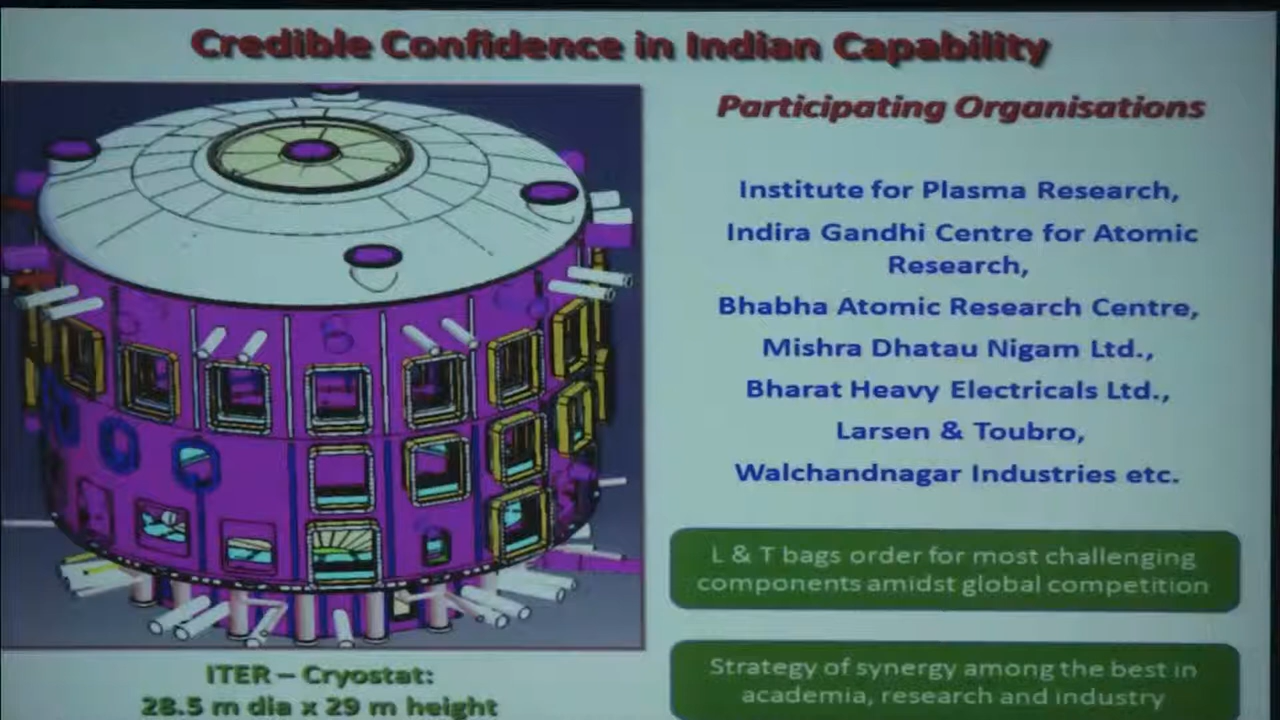 Credible Confidence in Indian Capability
Participating Organisations
Institute for Plasma Research,
Indira Gandhi Centre for Atomic
Research,
Bhabha Atomic Research Centre,
Mishra Dhatau Nigam Ltd.,
Bharat Heavy Electricals Ltd.,
Larsen & Toubro,
Walchandnagar Industries etc.
L & T bags order for most challenging
components amidst global competition
Strategy of synergy among the best in
academia, research and industry
ITER – Cryostat:
28.5 m dia x 29 m height